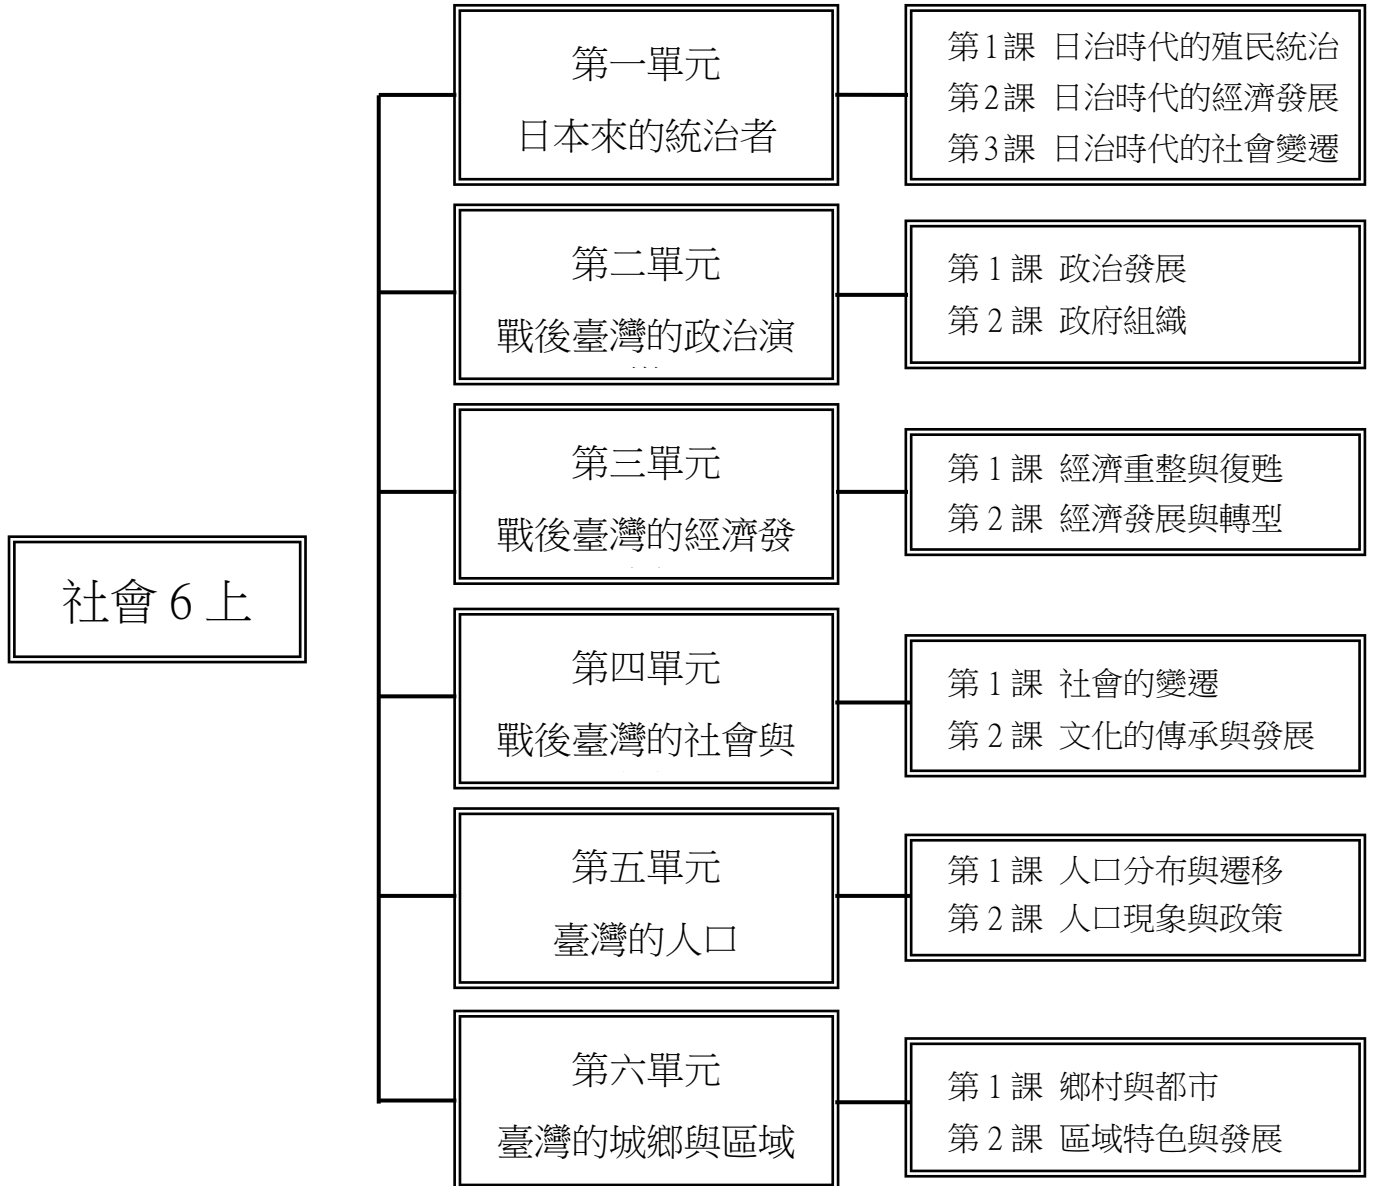 社會 6 上
第一單元
日本來的統治者
第1課 日治時代的殖民統治
第2課 日治時代的經濟發展
第3課 日治時代的社會變遷
第二單元
戰後臺灣的政治演
第 1 課 政治發展
第 2 課 政府組織
第三單元
戰後臺灣的經濟發
第 1 課 經濟重整與復甦
第 2 課 經濟發展與轉型
第四單元
戰後臺灣的社會與
第 1 課 社會的變遷
第 2 課 文化的傳承與發展
第五單元
臺灣的人口
第 1 課 人口分布與遷移
第 2 課 人口現象與政策
第六單元
臺灣的城鄉與區域
第 1 課 鄉村與都市
第 2 課 區域特色與發展